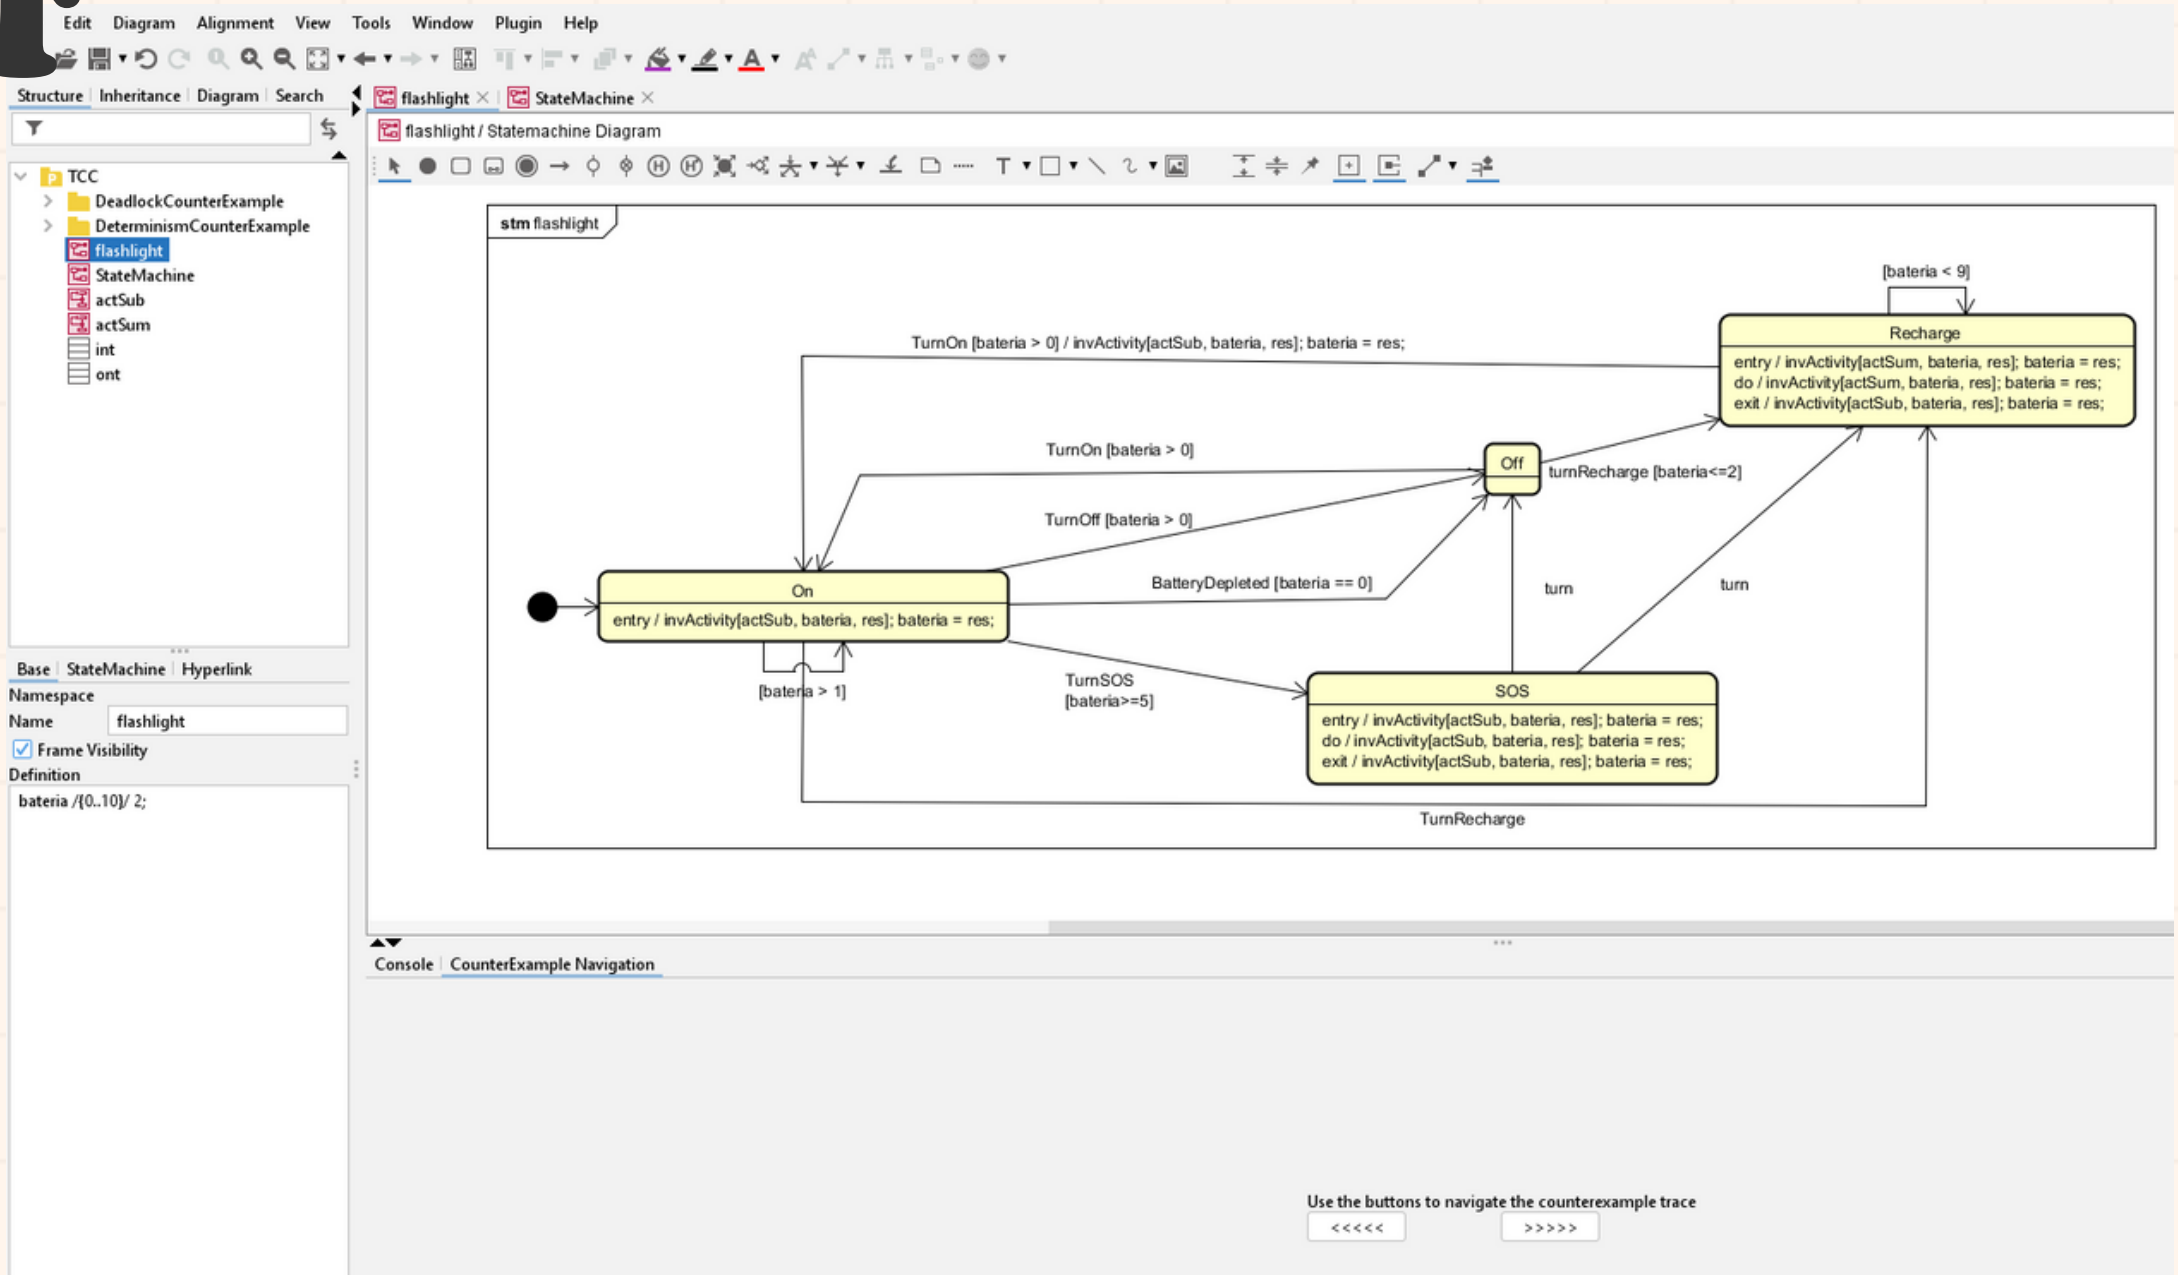 Edit Diagram Alignment View Tools Window Plugin Help
Structure Inheritance Diagram Search
flashlight StateMachine
flashlight / Statemachine Diagram
TCC
DeadlockCounterExample
DeterminismCounterExample
flashlight
StateMachine
actSub
actSum
int
ont
Base StateMachine Hyperlink
Namespace
Name flashlight
Frame Visibility
Definition
bateria /{0..10}/ 2;
stm flashlight
[bateria < 9]
Recharge
entry / invActivity[actSum, bateria, res]; bateria = res;
do / invActivity[actSum, bateria, res]; bateria = res;
exit / invActivity[actSub, bateria, res]; bateria = res;
TurnOn [bateria > 0] / invActivity[actSub, bateria, res]; bateria = res;
TurnOn [bateria > 0]
Off
turnRecharge [bateria<=2]
TurnOff [bateria > 0]
BatteryDepleted [bateria == 0]
turn
turn
On
entry / invActivity[actSub, bateria, res]; bateria = res;
[bateria > 1]
TurnSOS
[bateria>=5]
SOS
entry / invActivity[actSub, bateria, res]; bateria = res;
do / invActivity[actSub, bateria, res]; bateria = res;
exit / invActivity[actSub, bateria, res]; bateria = res;
TurnRecharge
Console CounterExample Navigation
Use the buttons to navigate the counterexample trace
<<<<< >>>>>